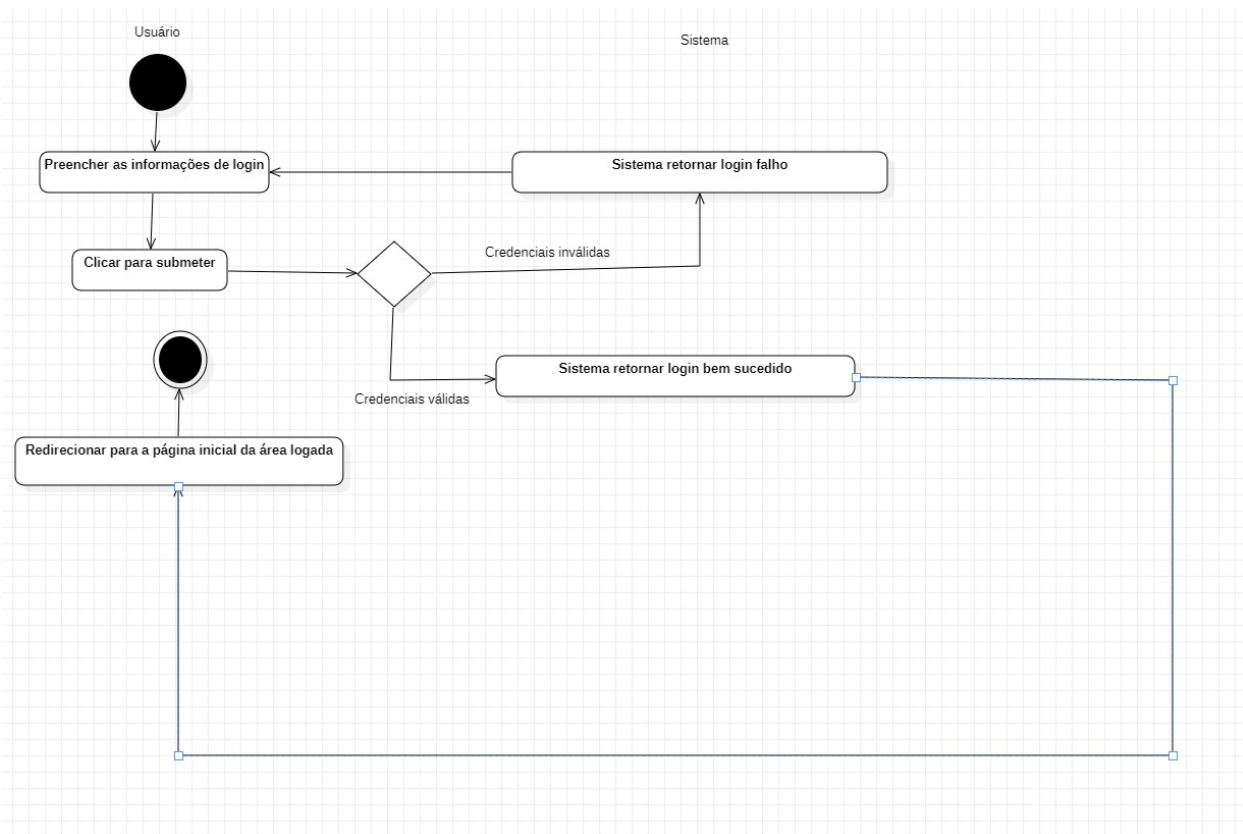 Usuário
Sistema
Preencher as informações de login
Sistema retornar login falho
Clicar para submeter
Credenciais inválidas
Sistema retornar login bem sucedido
Credenciais válidas
Redirecionar para a página inicial da área logada